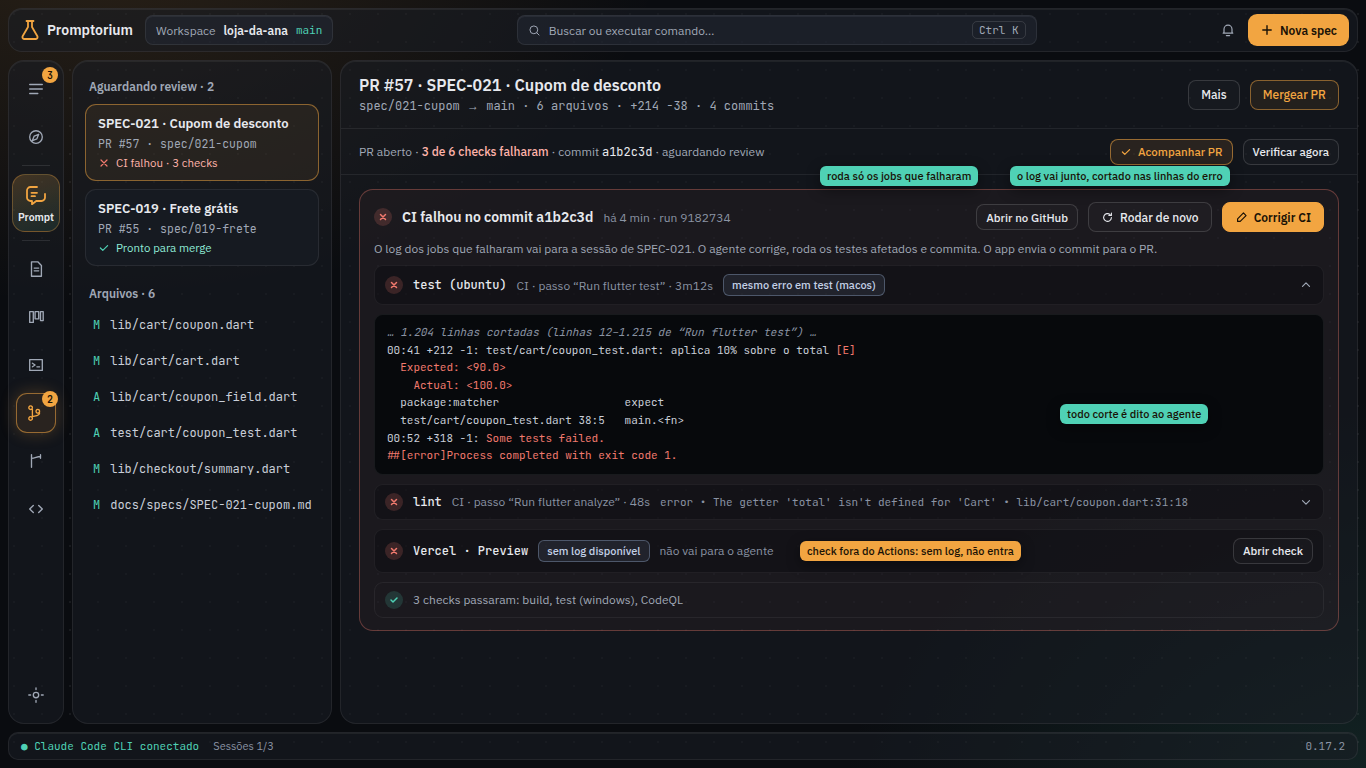 Promptorium
Workspace loja-da-ana main
Buscar ou executar comando...
Ctrl K
Nova spec
3
Prompt
2
Aguardando review · 2
SPEC-021 · Cupom de desconto
PR #57 · spec/021-cupom
CI falhou · 3 checks
SPEC-019 · Frete grátis
PR #55 · spec/019-frete
Pronto para merge
Arquivos · 6
M lib/cart/coupon.dart
M lib/cart/cart.dart
A lib/cart/coupon_field.dart
A test/cart/coupon_test.dart
M lib/checkout/summary.dart
M docs/specs/SPEC-021-cupom.md
PR #57 · SPEC-021 · Cupom de desconto
spec/021-cupom → main · 6 arquivos · +214 -38 · 4 commits
Mais
Mergear PR
PR aberto · 3 de 6 checks falharam · commit a1b2c3d · aguardando review
Acompanhar PR
Verificar agora
roda só os jobs que falharam
o log vai junto, cortado nas linhas do erro
CI falhou no commit a1b2c3d há 4 min · run 9182734
Abrir no GitHub
Rodar de novo
Corrigir CI
O log dos jobs que falharam vai para a sessão de SPEC-021. O agente corrige, roda os testes afetados e commita. O app envia o commit para o PR.
test (ubuntu) CI · passo “Run flutter test” · 3m12s mesmo erro em test (macos)
… 1.204 linhas cortadas (linhas 12–1.215 de “Run flutter test”) …
00:41 +212 -1: test/cart/coupon_test.dart: aplica 10% sobre o total [E]
Expected: <90.0>
Actual: <100.0>
package:matcher expect
test/cart/coupon_test.dart 38:5 main.<fn>
00:52 +318 -1: Some tests failed.
##[error]Process completed with exit code 1.
todo corte é dito ao agente
lint CI · passo “Run flutter analyze” · 48s error • The getter 'total' isn't defined for 'Cart' • lib/cart/coupon.dart:31:18
Vercel · Preview sem log disponível não vai para o agente
check fora do Actions: sem log, não entra
Abrir check
3 checks passaram: build, test (windows), CodeQL
Claude Code CLI conectado Sessões 1/3
0.17.2